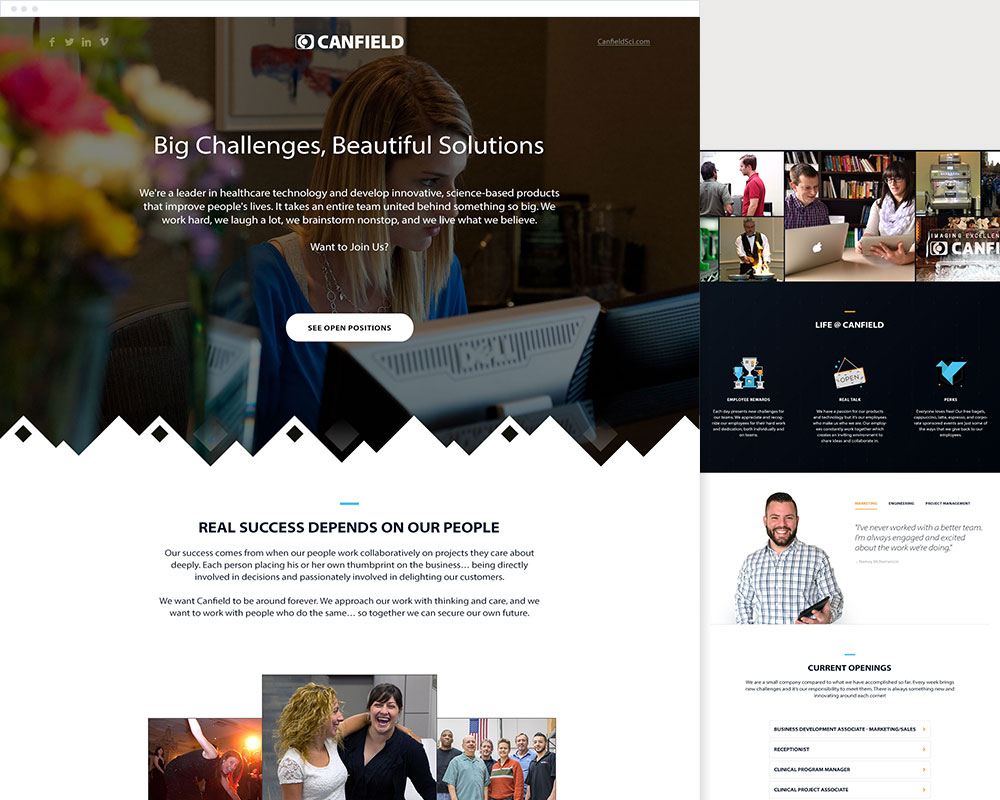 CANFIELD
CanfieldSci.com
Big Challenges, Beautiful Solutions
We're a leader in healthcare technology and develop innovative, science-based products
that improve people's lives. It takes an entire team united behind something so big. We
work hard, we laugh a lot, we brainstorm nonstop, and we live what we believe.
Want to Join Us?
SEE OPEN POSITIONS
DELL
REAL SUCCESS DEPENDS ON OUR PEOPLE
Our success comes from when our people work collaboratively on projects they care about
deeply. Each person placing his or her own thumbprint on the business… being directly
involved in decisions and passionately involved in delighting our customers.
We want Canfield to be around forever. We approach our work with thinking and care, and we
want to work with people who do the same… so together we can secure our own future.
IMAGING EXCELLEN
CANFI
LIFE @ CANFIELD
OPEN
EMPLOYEE REWARDS
Each day presents new challenges for
our teams. We appreciate and recog-
nize our employees for their hard work
and dedication, both individually and
on teams.
REAL TALK
We have a passion for our products
and technology but it's our employees
who make us who we are. Our employ-
ees constantly work together which
creates an inviting environment to
share ideas and collaborate in.
PERKS
Everyone loves free! Our free bagels,
cappuccino, latte, espresso, and corpo-
rate sponsored events are just some of
the ways that we give back to our
employees.
MARKETING
ENGINEERING
PROJECT MANAGEMENT
"I've never worked with a better team.
I'm always engaged and excited
about the work we're doing."
CURRENT OPENINGS
We are a small company compared to what we have accomplished so far. Every week brings
new challenges and it's our responsibility to meet them. There is always something new and
innovating around each corner!
BUSINESS DEVELOPMENT ASSOCIATE - MARKETING/SALES
RECEPTIONIST
CLINICAL PROGRAM MANAGER
CLINICAL PROJECT ASSOCIATE